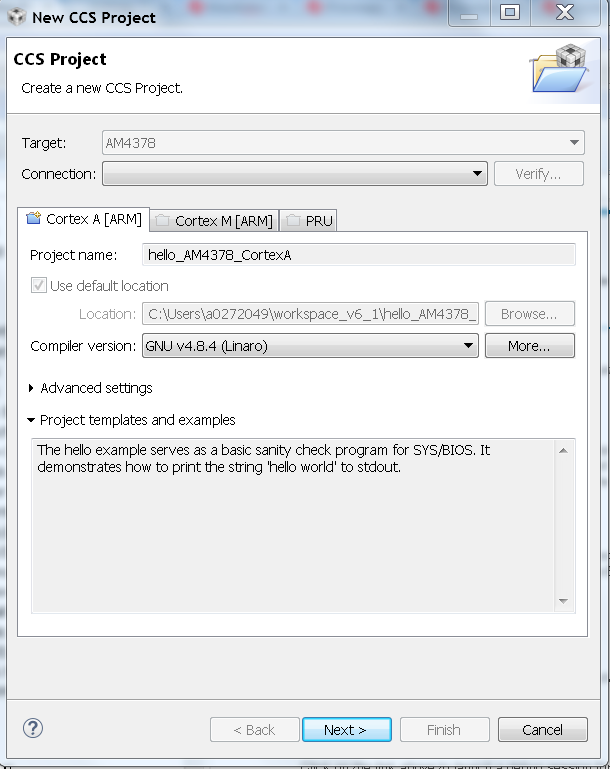 New CCS Project
CCS Project
Create a new CCS Project.
Target: AM4378
Connection: Verify...
Cortex A [ARM] Cortex M [ARM] PRU
Project name: hello_AM4378_CortexA
Use default location
Location: C:\Users\a0272049\workspace_v6_1\hello_AM4378_ Browse...
Compiler version: GNU v4.8.4 (Linaro) More...
Advanced settings
Project templates and examples
The hello example serves as a basic sanity check program for SYS/BIOS. It
demonstrates how to print the string 'hello world' to stdout.
? < Back Next > Finish Cancel